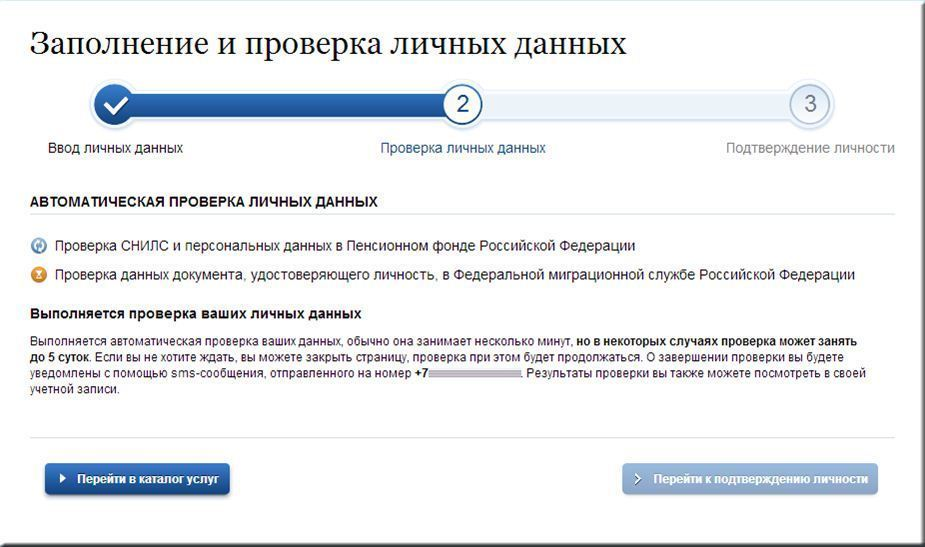 Заполнение и проверка личных данных
2
3
Ввод личных данных
Проверка личных данных
Подтверждение личности
АВТОМАТИЧЕСКАЯ ПРОВЕРКА ЛИЧНЫХ ДАННЫХ
Проверка СНИЛС и персональных данных в Пенсионном фонде Российской Федерации
Проверка данных документа, удостоверяющего личность, в Федеральной миграционной службе Российской Федерации
Выполняется проверка ваших личных данных
Выполняется автоматическая проверка ваших данных, обычно она занимает несколько минут, но в некоторых случаях проверка может занять
до 5 суток. Если вы не хотите ждать, вы можете закрыть страницу, проверка при этом будет продолжаться. О завершении проверки вы будете
уведомлены с помощью sms-сообщения, отправленного на номер +7. Результаты проверки вы также можете посмотреть в своей
учетной записи.
Перейти в каталог услуг
Перейти к подтверждению личности